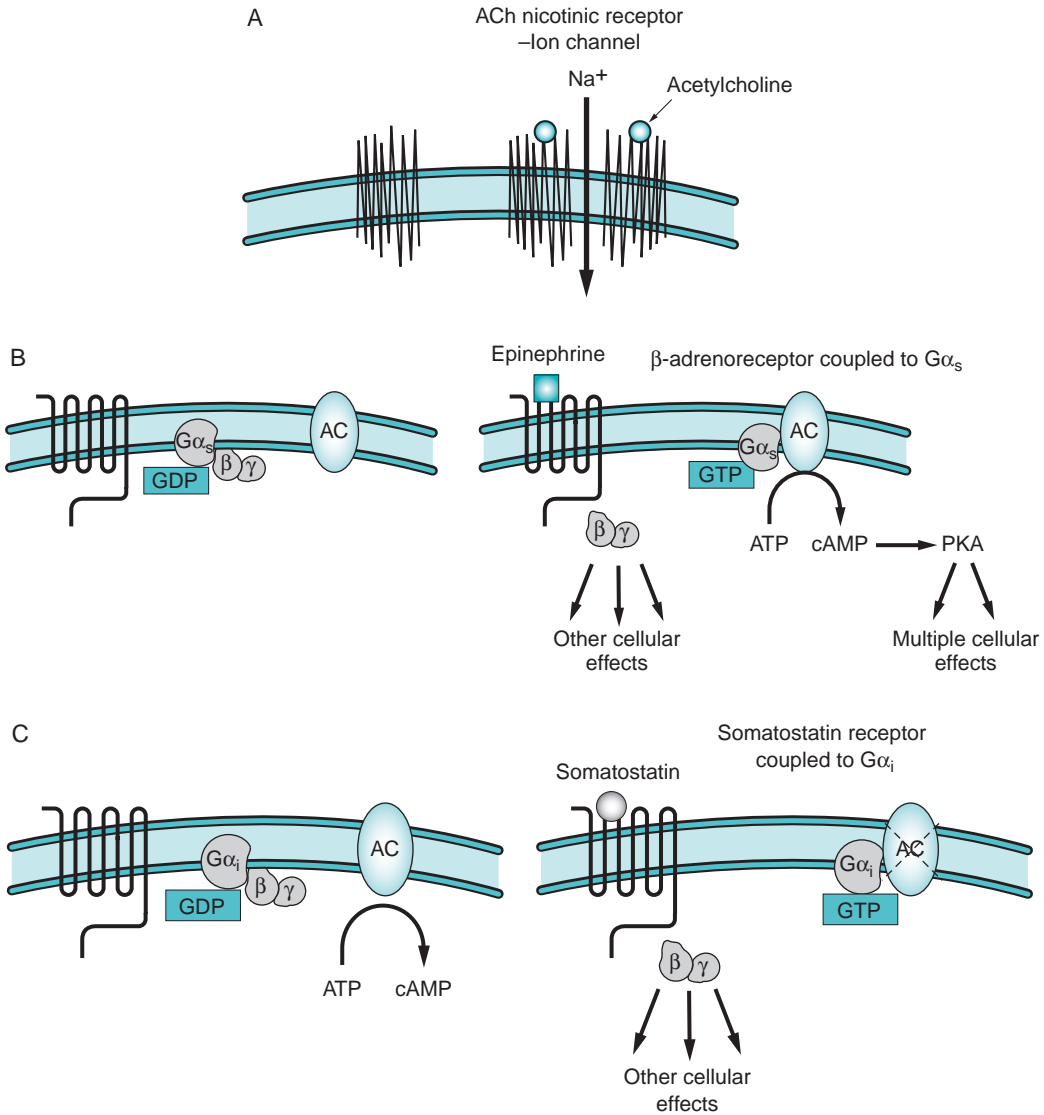 A
ACh nicotinic receptor
–Ion channel
Na+
Acetylcholine
B
Gαs
β
γ
GDP
AC
Epinephrine
β-adrenoreceptor coupled to Gαs
AC
Gαs
GTP
β
γ
ATP
cAMP
PKA
Other cellular
effects
Multiple cellular
effects
C
Gαi
β
γ
GDP
AC
ATP
cAMP
Somatostatin receptor
coupled to Gαi
Somatostatin
AC
Gαi
GTP
β
γ
Other cellular
effects